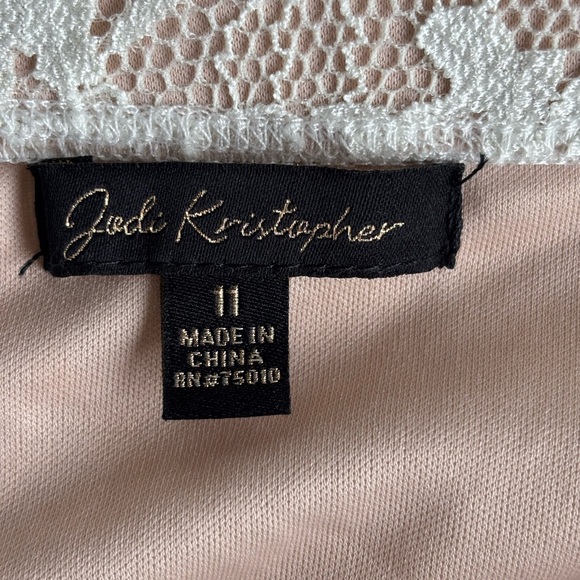 Jodi Kristopher
11
MADE IN
CHINA
RN#75010